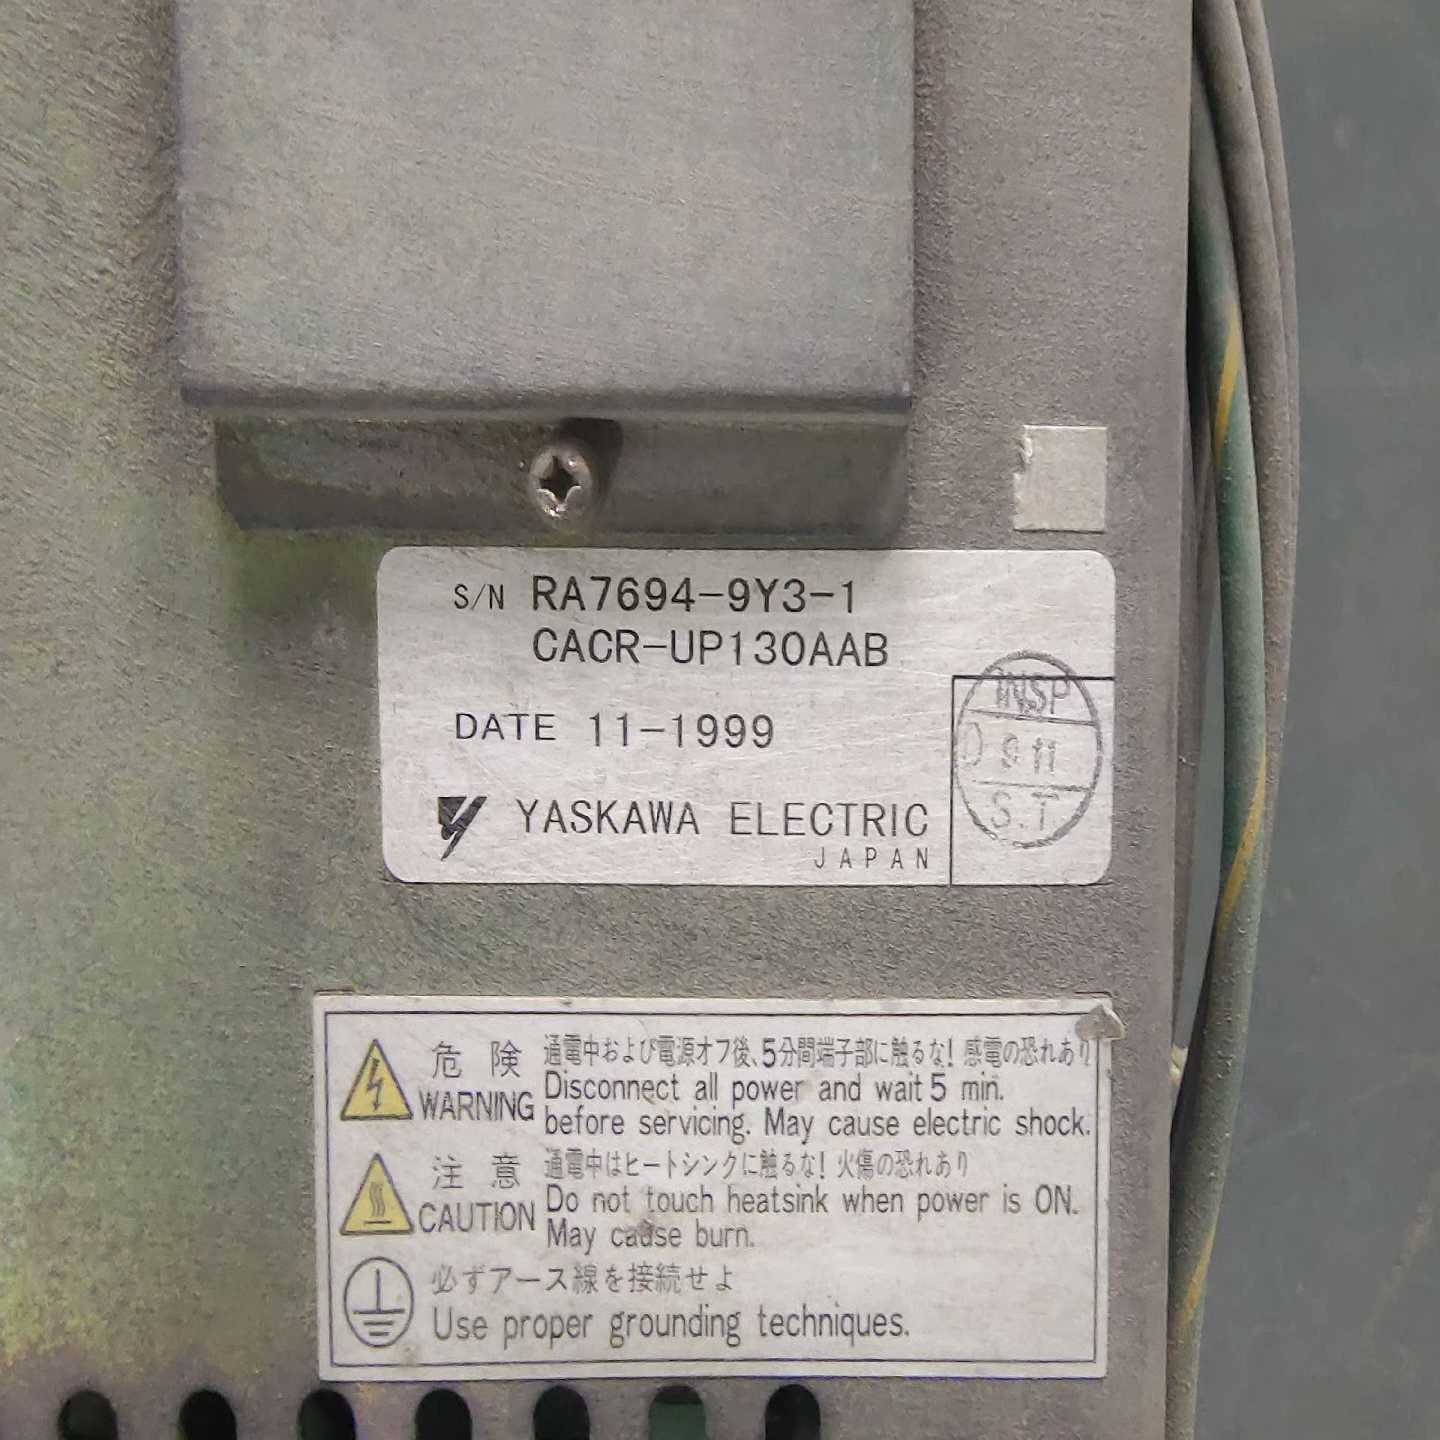 S/N RA7694-9Y3-1
CACR-UP130AAB
DATE 11-1999
YASKAWA ELECTRIC
JAPAN
INSP
D 9 11
S.T.
危険
WARNING
通電中および電源オフ後、5分間端子部に触るな! 感電の恐れあり
Disconnect all power and wait 5 min.
before servicing. May cause electric shock.
注意
CAUTION
通電中はヒートシンクに触るな! 火傷の恐れあり
Do not touch heatsink when power is ON.
May cause burn.
必ずアース線を接続せよ
Use proper grounding techniques.